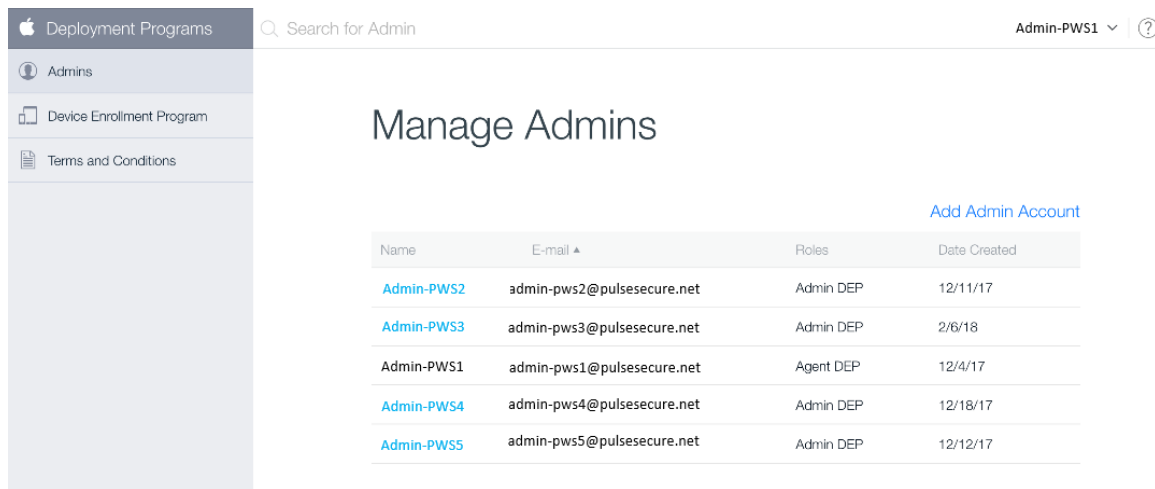 Deployment Programs
Search for Admin
Admin-PWS1
?
Admins
Device Enrollment Program
Terms and Conditions
Manage Admins
Add Admin Account
Name E-mail ▲ Roles Date Created
Admin-PWS2 admin-pws2@pulsesecure.net Admin DEP 12/11/17
Admin-PWS3 admin-pws3@pulsesecure.net Admin DEP 2/6/18
Admin-PWS1 admin-pws1@pulsesecure.net Agent DEP 12/4/17
Admin-PWS4 admin-pws4@pulsesecure.net Admin DEP 12/18/17
Admin-PWS5 admin-pws5@pulsesecure.net Admin DEP 12/12/17